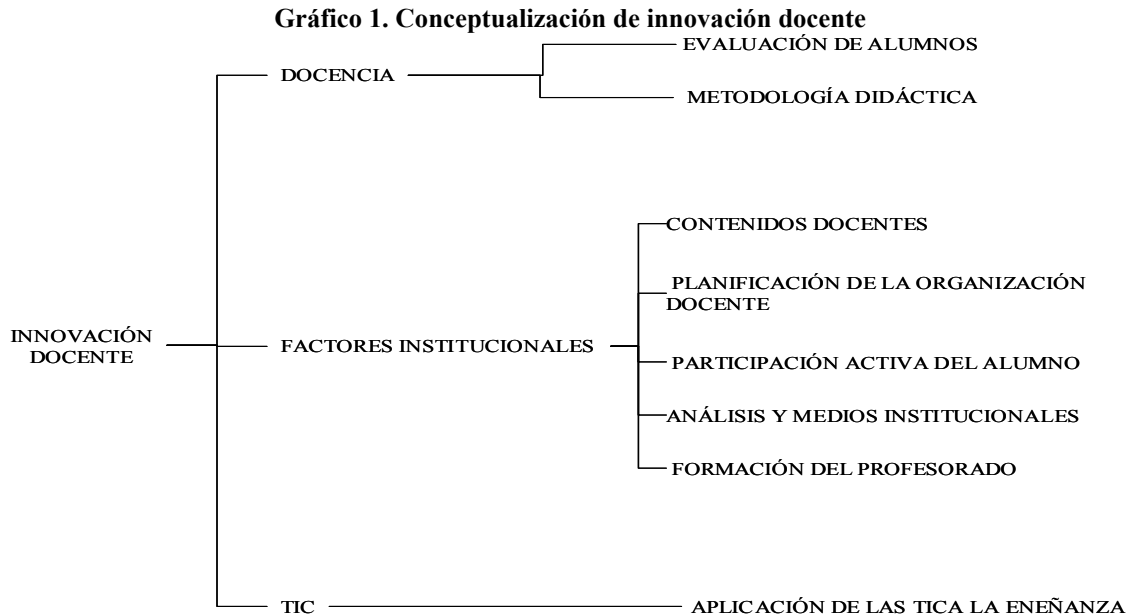 Gráfico 1. Conceptualización de innovación docente
EVALUACIÓN DE ALUMNOS
DOCENCIA
METODOLOGÍA DIDÁCTICA
CONTENIDOS DOCENTES
PLANIFICACIÓN DE LA ORGANIZACIÓN
DOCENTE
INNOVACIÓN
DOCENTE
FACTORES INSTITUCIONALES
PARTICIPACIÓN ACTIVA DEL ALUMNO
ANÁLISIS Y MEDIOS INSTITUCIONALES
FORMACIÓN DEL PROFESORADO
TIC
APLICACIÓN DE LAS TICA LA ENEÑANZA